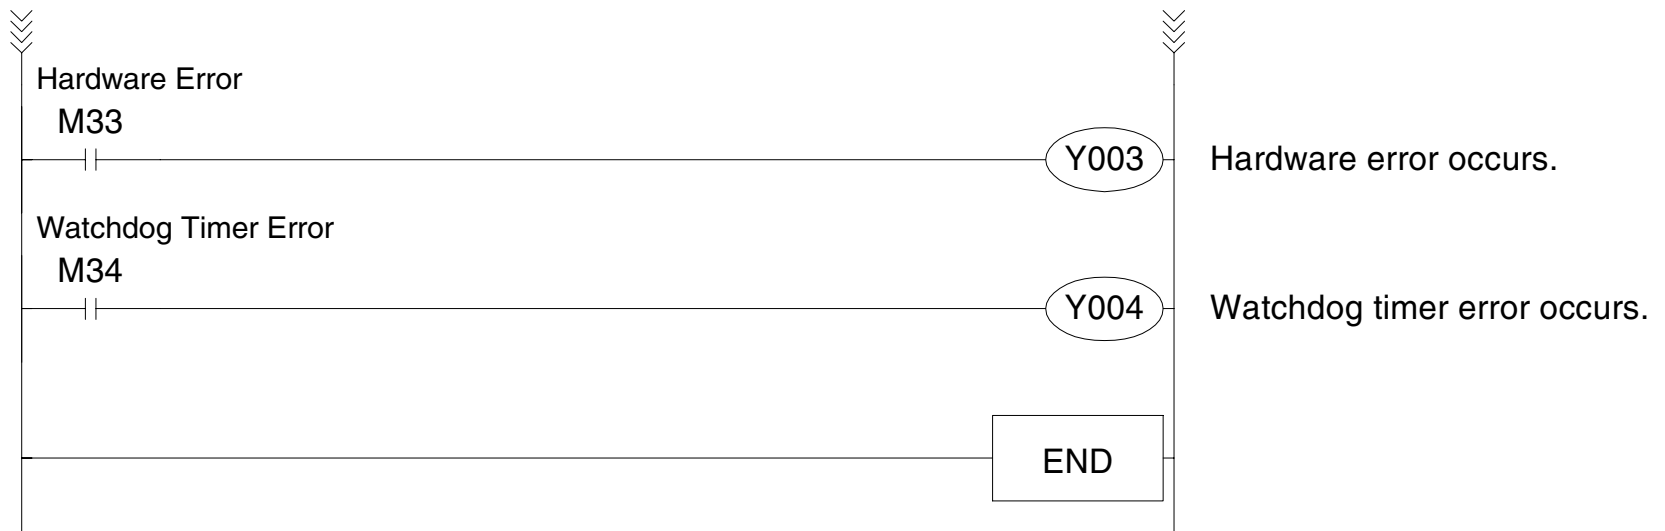 Hardware Error
M33
Y003 Hardware error occurs.
Watchdog Timer Error
M34
Y004 Watchdog timer error occurs.
END